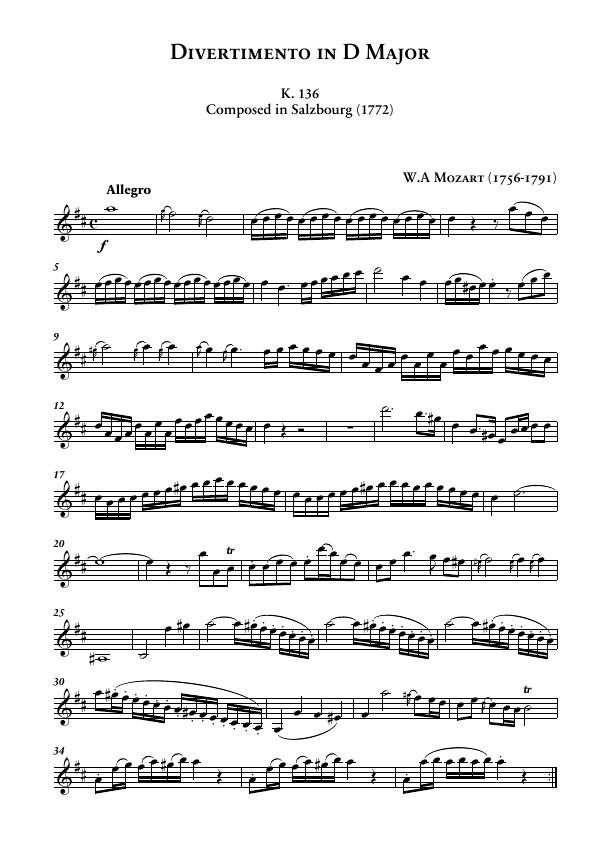 Divertimento in D Major
K. 136
Composed in Salzbourg (1772)
W.A Mozart (1756-1791)
Allegro
f
5
9
12
17
20
tr
25
30
tr
34